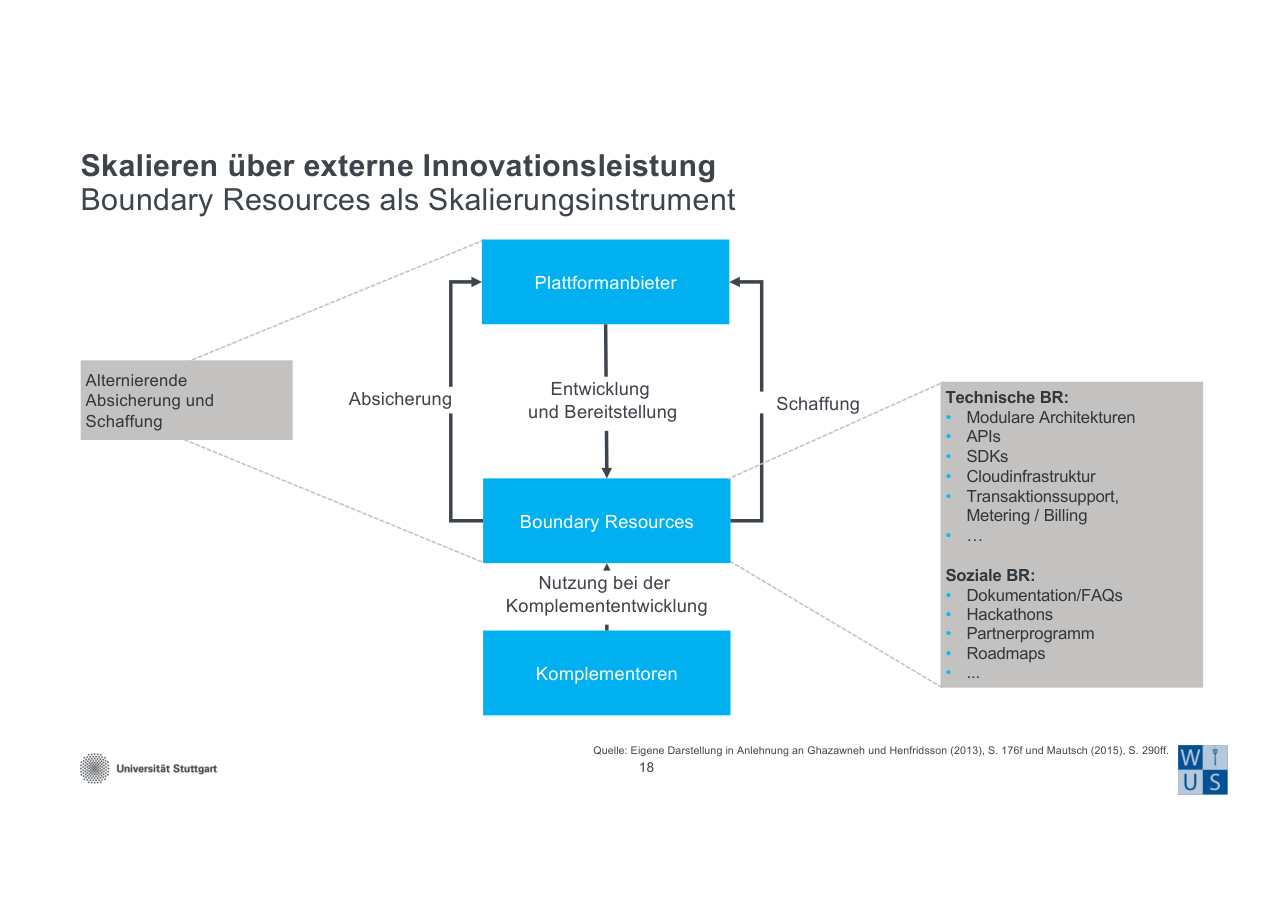 Skalieren über externe Innovationsleistung
Boundary Resources als Skalierungsinstrument
Plattformanbieter
Alternierende
Absicherung und
Schaffung
Absicherung
Entwicklung
und Bereitstellung
Schaffung
Boundary Resources
Nutzung bei der
Komplemententwicklung
Komplementoren
Technische BR:
• Modulare Architekturen
• APIs
• SDKs
• Cloudinfrastruktur
• Transaktionssupport,
Metering / Billing
• …
Soziale BR:
• Dokumentation/FAQs
• Hackathons
• Partnerprogramm
• Roadmaps
• ...
Quelle: Eigene Darstellung in Anlehnung an Ghazawneh und Henfridsson (2013), S. 176f und Mautsch (2015), S. 290ff.
Universität Stuttgart
18
W i
U S